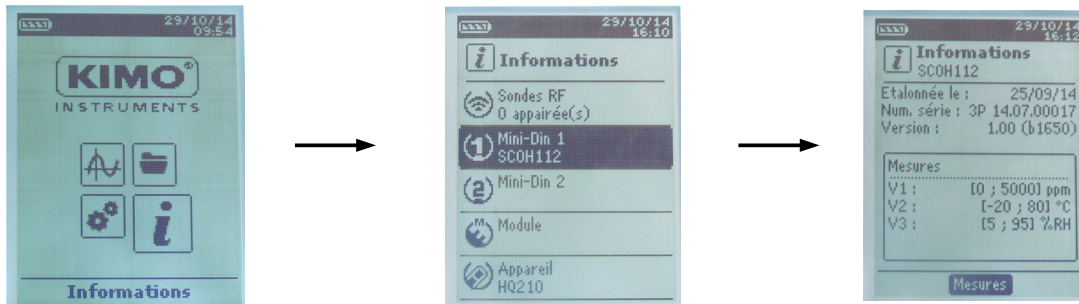 29/10/14
09:54
KIMO®
INSTRUMENTS
Informations
29/10/14
16:10
i Informations
Sondes RF
0 appairée(s)
1 Mini-Din 1
SCOH112
2 Mini-Din 2
M Module
Appareil
HQ210
29/10/14
16:12
i Informations
SCOH112
Etalonnée le : 25/09/14
Num. série : 3P 14.07.00017
Version : 1.00 (b1650)
Mesures
V1 : [0 ; 5000] ppm
V2 : [-20 ; 80] °C
V3 : [5 ; 95] %RH
Mesures